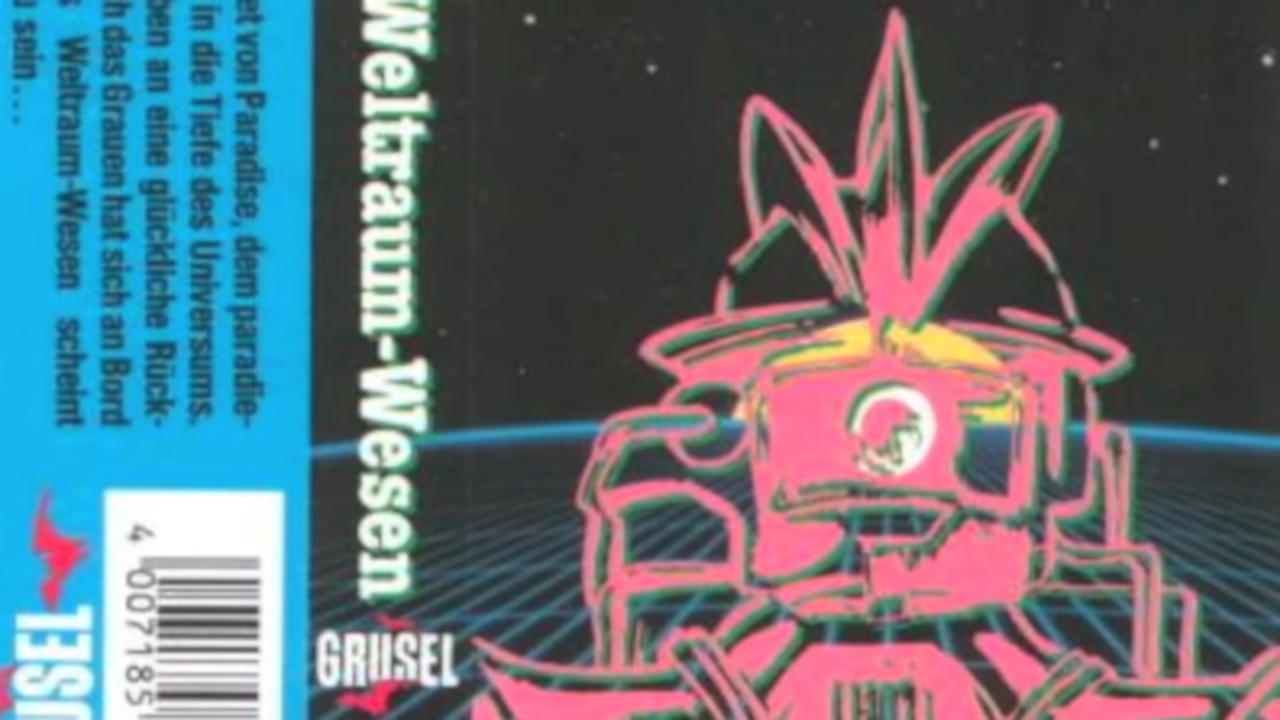 et von Paradise, dem paradie-
in die Tiefe des Universums.
ben an eine glückliche Rück-
h das Grauen hat sich an Bord
s Weltraum-Wesen scheint
u sein...
4 007185
USEL
Weltraum-Wesen
GRUSEL